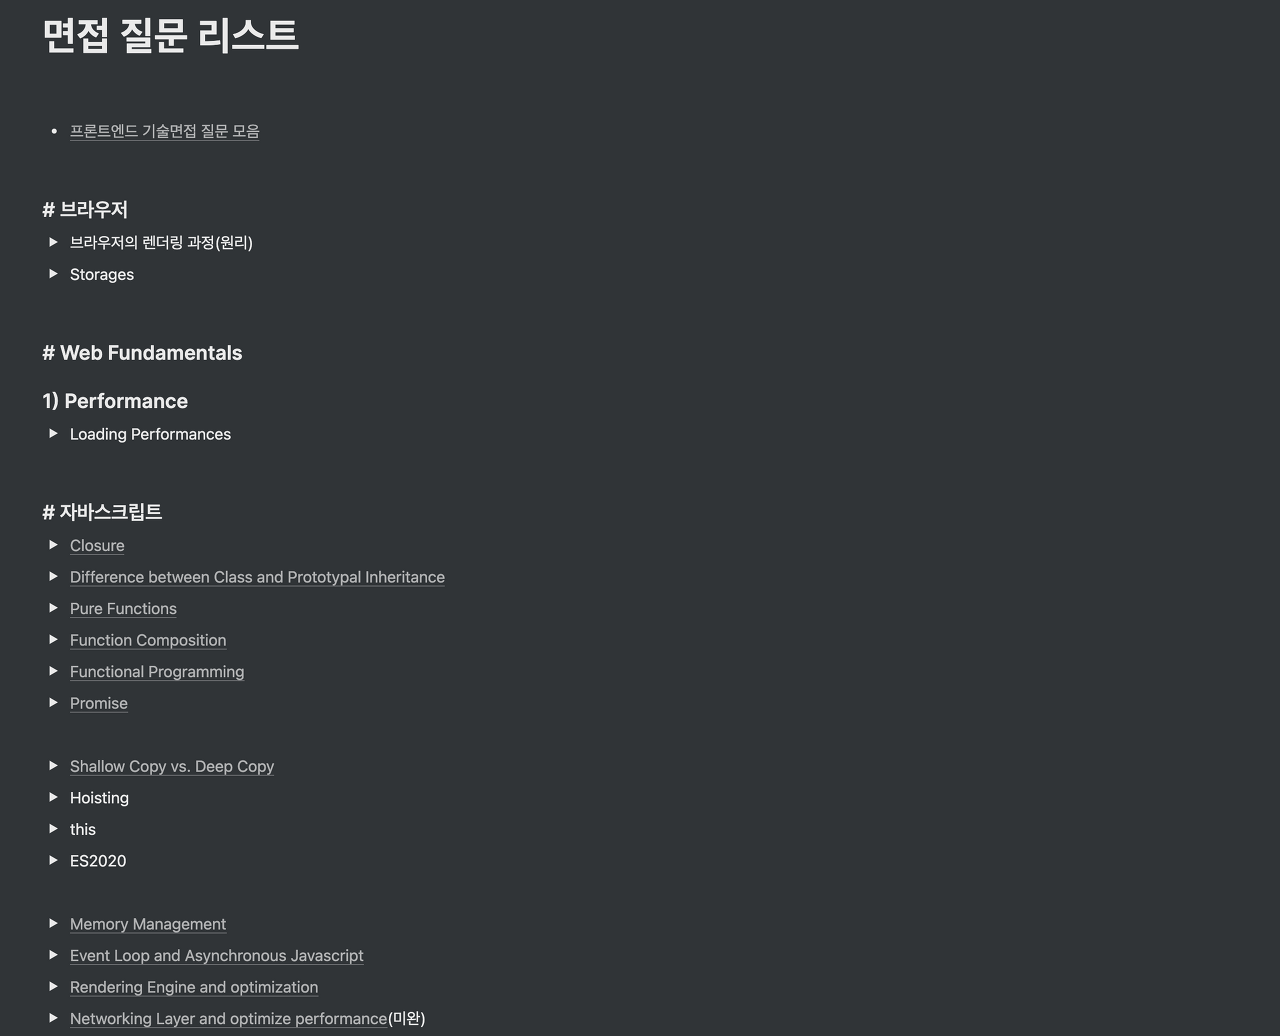 면접 질문 리스트
• 프론트엔드 기술면접 질문 모음
# 브라우저
▶ 브라우저의 렌더링 과정(원리)
▶ Storages
# Web Fundamentals
1) Performance
▶ Loading Performances
# 자바스크립트
▶ Closure
▶ Difference between Class and Prototypal Inheritance
▶ Pure Functions
▶ Function Composition
▶ Functional Programming
▶ Promise
▶ Shallow Copy vs. Deep Copy
▶ Hoisting
▶ this
▶ ES2020
▶ Memory Management
▶ Event Loop and Asynchronous Javascript
▶ Rendering Engine and optimization
▶ Networking Layer and optimize performance(미완)